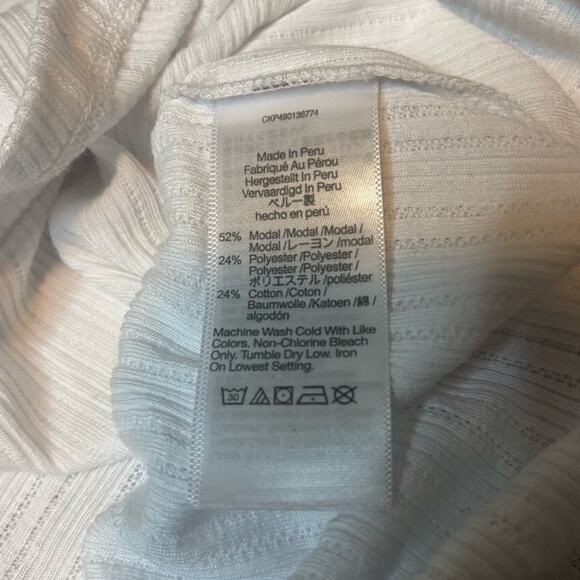 CKP490136774
Made In Peru
Fabriqué Au Pérou
Hergestellt In Peru
Vervaardigd In Peru
ペルー製
hecho en perú
52% Modal /Modal /Modal /
Modal /レーヨン /modal
24% Polyester /Polyester /
Polyester /Polyester /
ポリエステル /poliéster
24% Cotton /Coton /
Baumwolle /Katoen /綿 /
algodón
Machine Wash Cold With Like
Colors. Non-Chlorine Bleach
Only. Tumble Dry Low. Iron
On Lowest Setting.
30